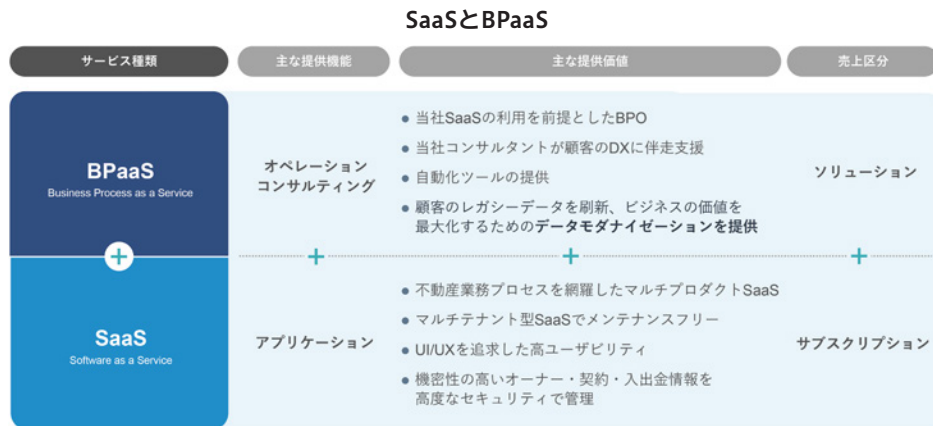 SaaSとBPaaS
サービス種類
主な提供機能
主な提供価値
売上区分
BPaaS
Business Process as a Service
オペレーション
コンサルティング
● 当社SaaSの利用を前提としたBPO
● 当社コンサルタントが顧客のDXに伴走支援
● 自動化ツールの提供
● 顧客のレガシーデータを刷新、ビジネスの価値を
最大化するためのデータモダナイゼーションを提供
ソリューション
+
+
+
+
SaaS
Software as a Service
アプリケーション
● 不動産業務プロセスを網羅したマルチプロダクトSaaS
● マルチテナント型SaaSでメンテナンスフリー
● UI/UXを追求した高ユーザビリティ
● 機密性の高いオーナー・契約・入出金情報を
高度なセキュリティで管理
サブスクリプション